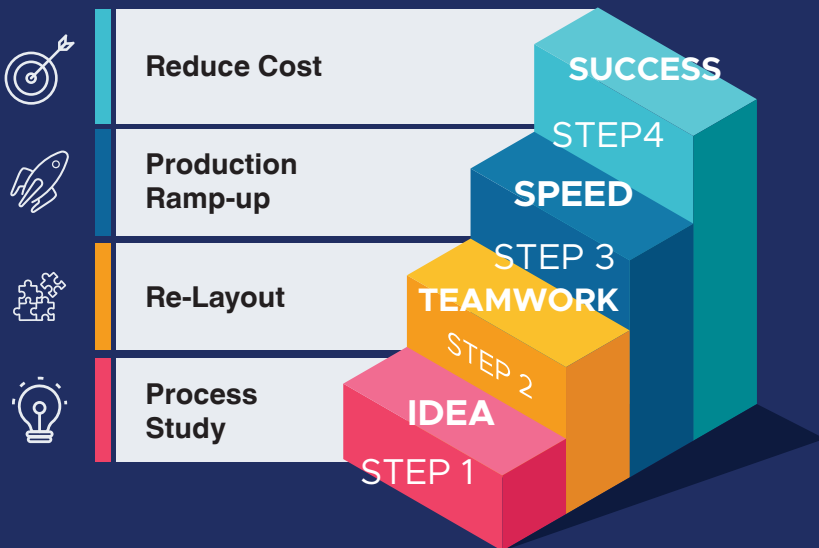 Reduce Cost
SUCCESS
STEP4
Production
Ramp-up
SPEED
STEP 3
Re-Layout
TEAMWORK
STEP 2
Process
Study
IDEA
STEP 1